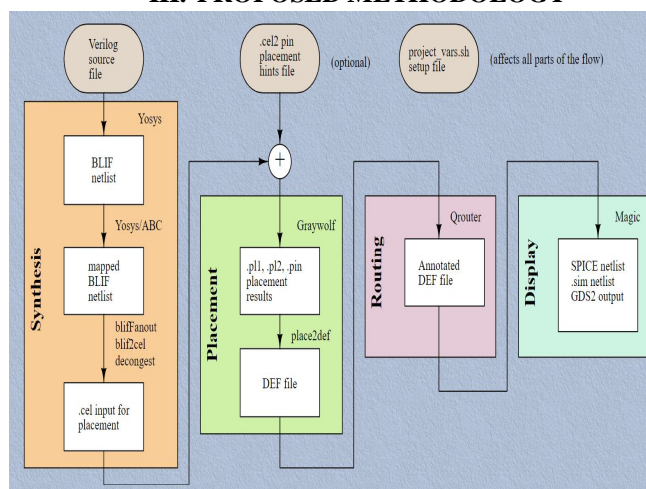 III. PROPOSED METHODOLOGY
Verilog
source
file
.cel2 pin
placement
hints file
(optional)
project_vars.sh
setup file
(affects all parts of the flow)
Synthesis
Yosys
BLIF
netlist
Yosys/ABC
mapped
BLIF
netlist
blifFanout
blif2cel
decongest
.cel input for
placement
+
Placement
Graywolf
.pl1, .pl2, .pin
placement
results
place2def
DEF file
Routing
Qrouter
Annotated
DEF file
Display
Magic
SPICE netlist
.sim netlist
GDS2 output